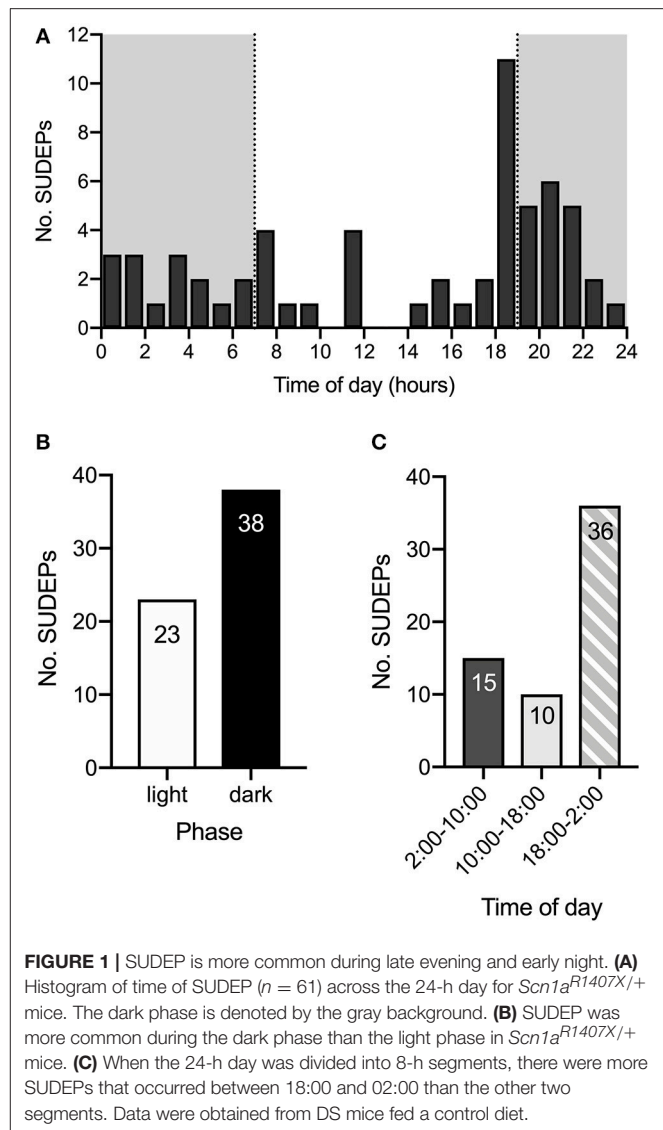 A
No. SUDEPs
12
10
8
6
4
2
0
0 2 4 6 8 10 12 14 16 18 20 22 24
Time of day (hours)
B
No. SUDEPs
40
30
20
10
0
23
38
light dark
Phase
C
No. SUDEPs
40
30
20
10
0
15
10
36
2:00-10:00
10:00-18:00
18:00-2:00
Time of day
FIGURE 1 | SUDEP is more common during late evening and early night. (A)
Histogram of time of SUDEP (n = 61) across the 24-h day for Scn1aR1407X/+
mice. The dark phase is denoted by the gray background. (B) SUDEP was
more common during the dark phase than the light phase in Scn1aR1407X/+
mice. (C) When the 24-h day was divided into 8-h segments, there were more
SUDEPs that occurred between 18:00 and 02:00 than the other two
segments. Data were obtained from DS mice fed a control diet.